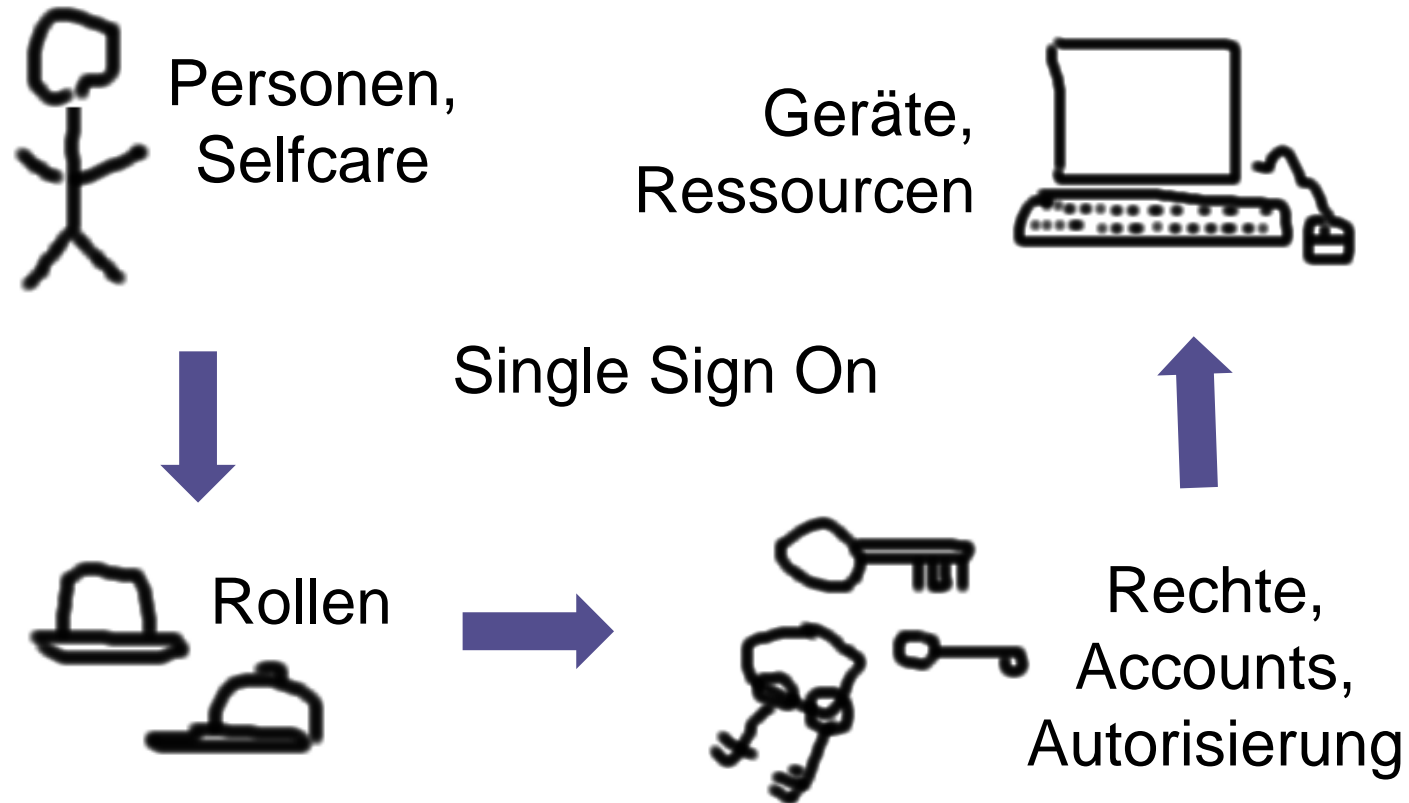 Personen,
Selfcare
Geräte,
Ressourcen
Single Sign On
Rollen
Rechte,
Accounts,
Autorisierung